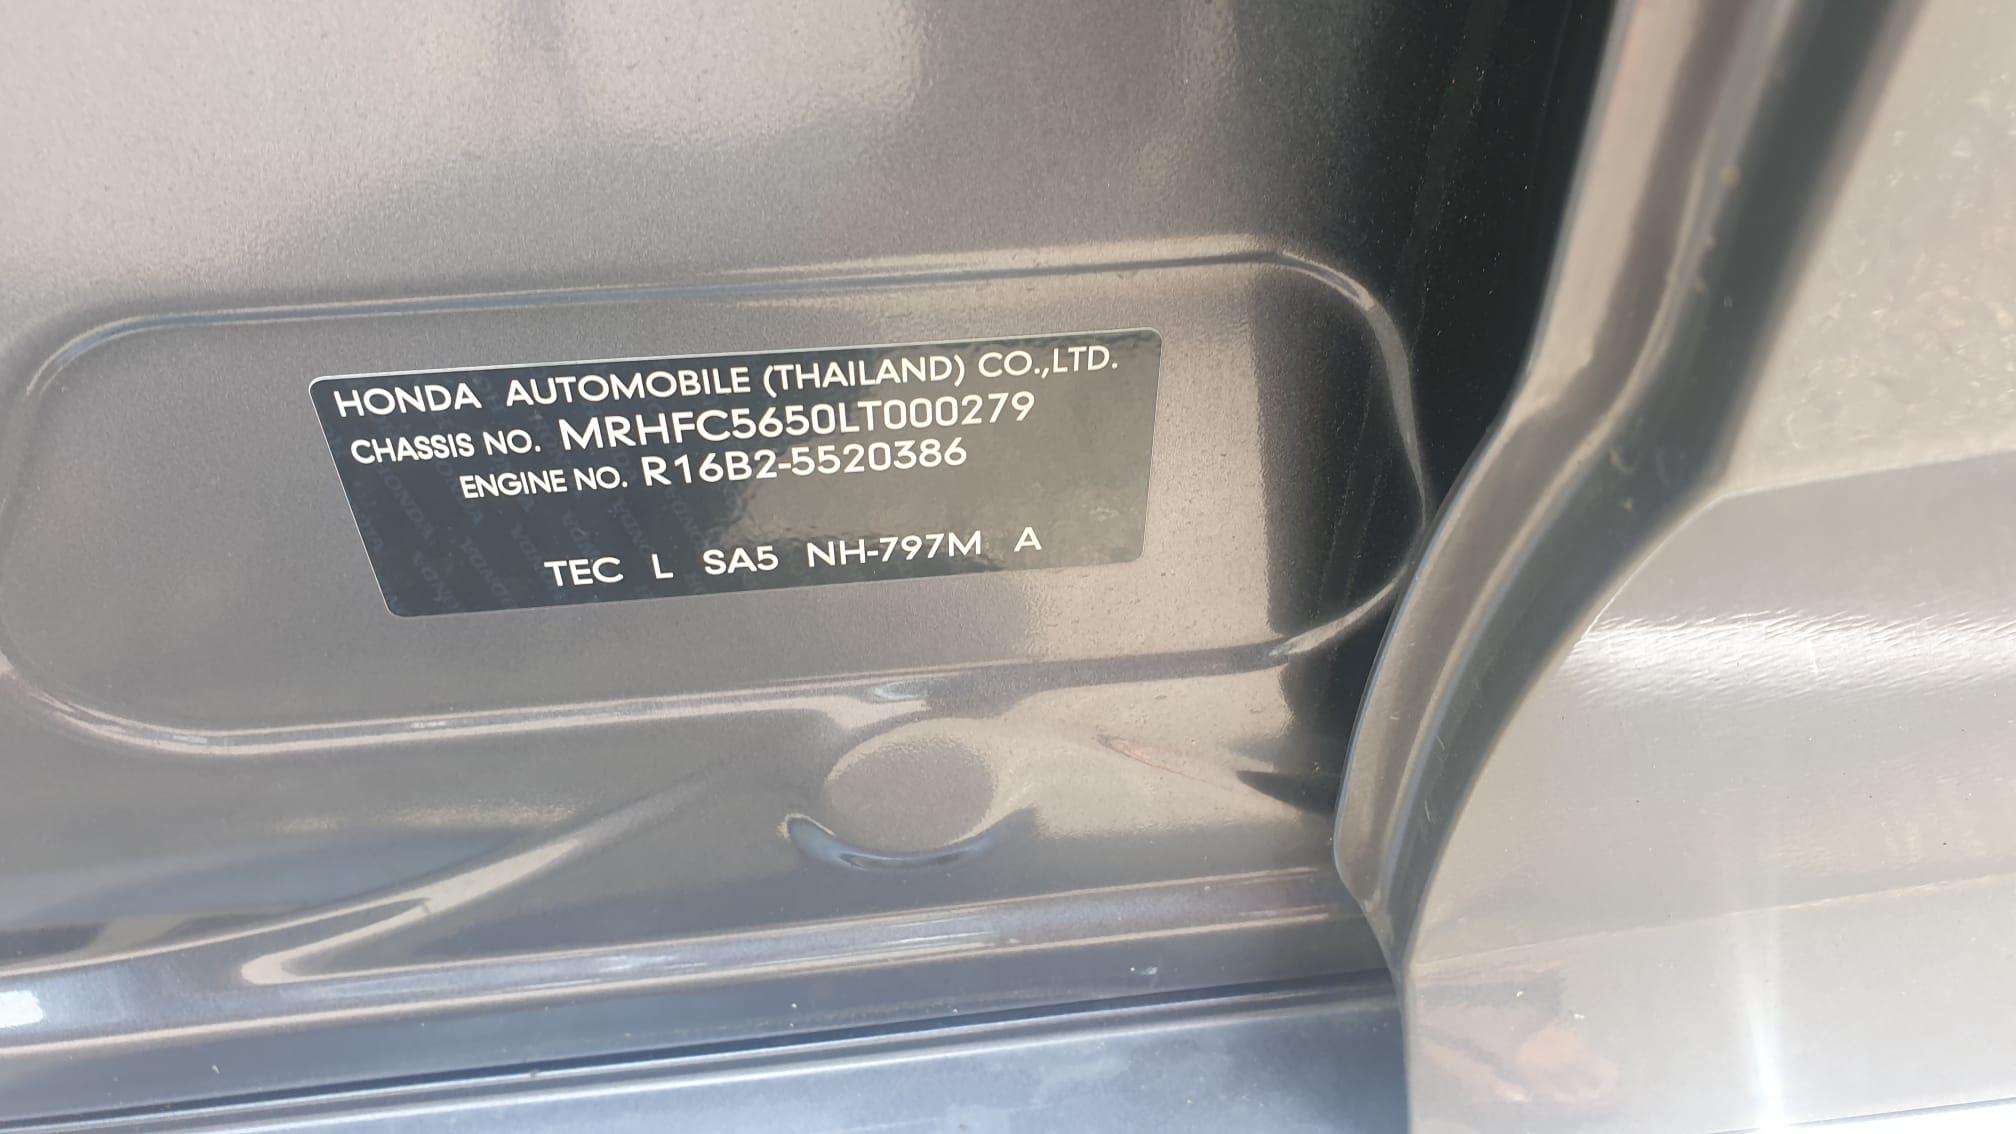 HONDA AUTOMOBILE (THAILAND) CO.,LTD.
CHASSIS NO. MRHFC5650LT000279
ENGINE NO. R16B2-5520386
TEC L SA5 NH-797M A